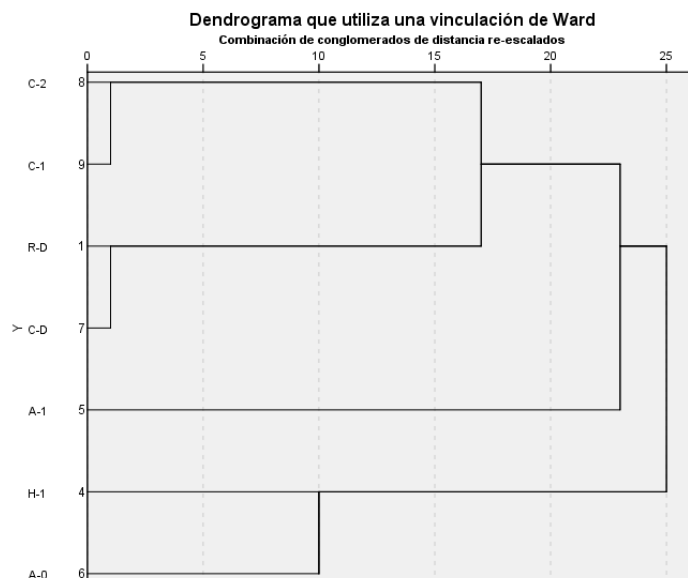 Dendrograma que utiliza una vinculación de Ward
Combinación de conglomerados de distancia re-escalados
0 5 10 15 20 25
C-2 8
C-1 9
R-D 1
Y
C-D 7
A-1 5
H-1 4
A-0 6